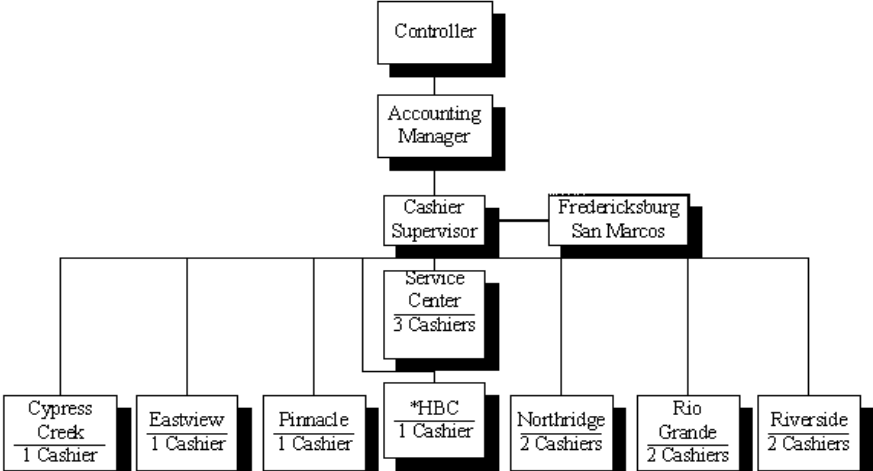 Controller
Accounting
Manager
Cashier
Supervisor
Fredericksburg
San Marcos
Service
Center
3 Cashiers
Cypress
Creek
1 Cashier
Eastview
1 Cashier
Pinnacle
1 Cashier
*HBC
1 Cashier
Northridge
2 Cashiers
Rio
Grande
2 Cashiers
Riverside
2 Cashiers